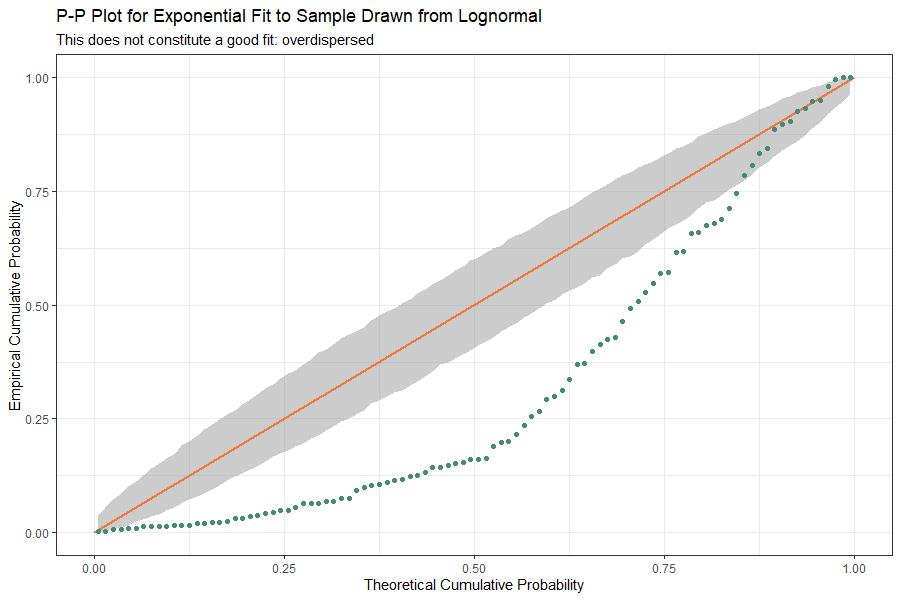 P-P Plot for Exponential Fit to Sample Drawn from Lognormal
This does not constitute a good fit: overdispersed
Empirical Cumulative Probability
1.00
0.75
0.50
0.25
0.00
0.00 0.25 0.50 0.75 1.00
Theoretical Cumulative Probability